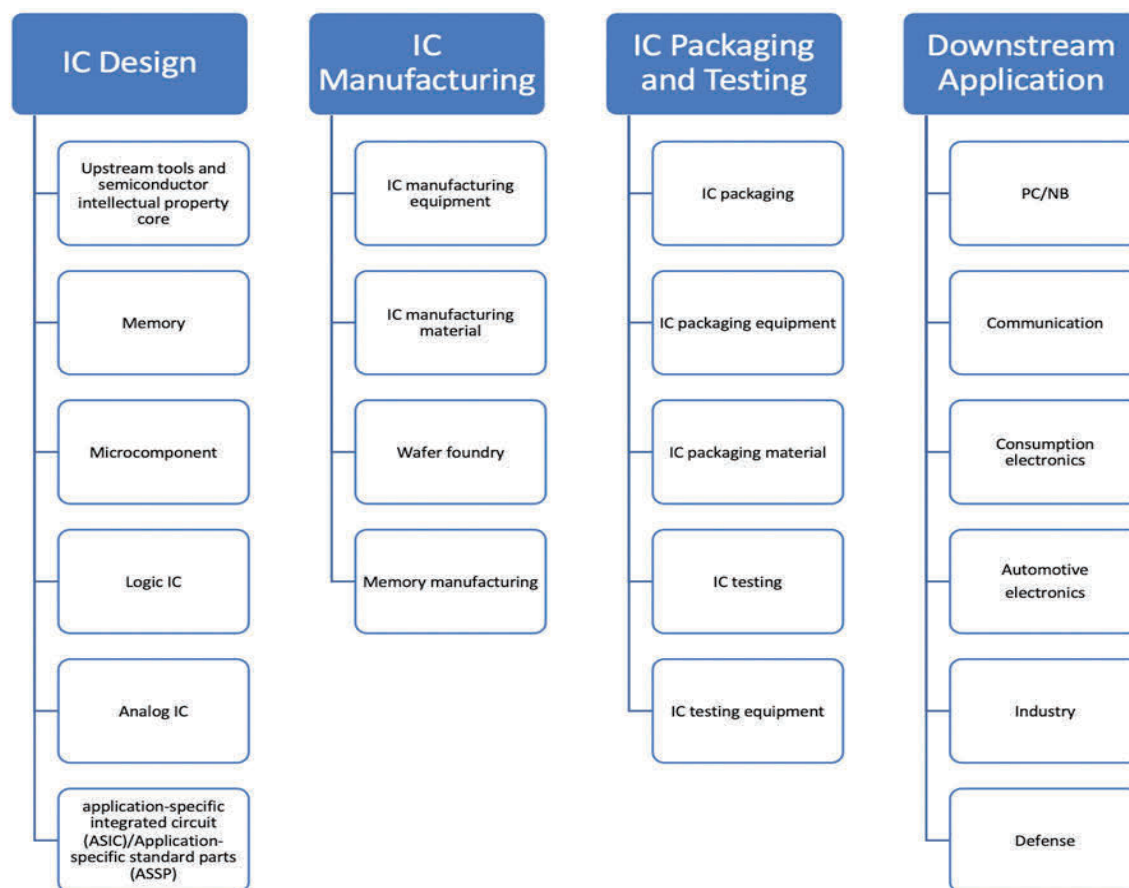 IC Design
Upstream tools and
semiconductor
intellectual property
core
Memory
Microcomponent
Logic IC
Analog IC
application-specific
integrated circuit
(ASIC)/Application-
specific standard parts
(ASSP)
IC
Manufacturing
IC manufacturing
equipment
IC manufacturing
material
Wafer foundry
Memory manufacturing
IC Packaging
and Testing
IC packaging
IC packaging equipment
IC packaging material
IC testing
IC testing equipment
Downstream
Application
PC/NB
Communication
Consumption
electronics
Automotive
electronics
Industry
Defense